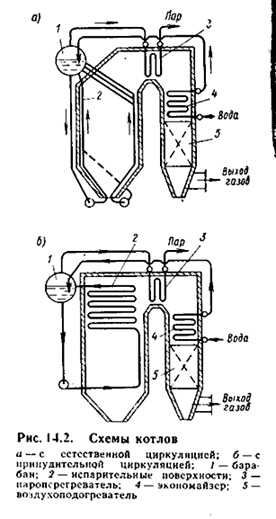 а)
Пар
1
3
2
4
Вода
5
Выход
газов
б)
Пар
1
2
3
4
Вода
5
Выход
газов
Рис. 14.2. Схемы котлов
а — с естественной циркуляцией; б — с
принудительной циркуляцией; 1 — бара-
бан; 2 — испарительные поверхности; 3 —
пароперегреватель; 4 — экономайзер; 5 —
воздухоподогреватель